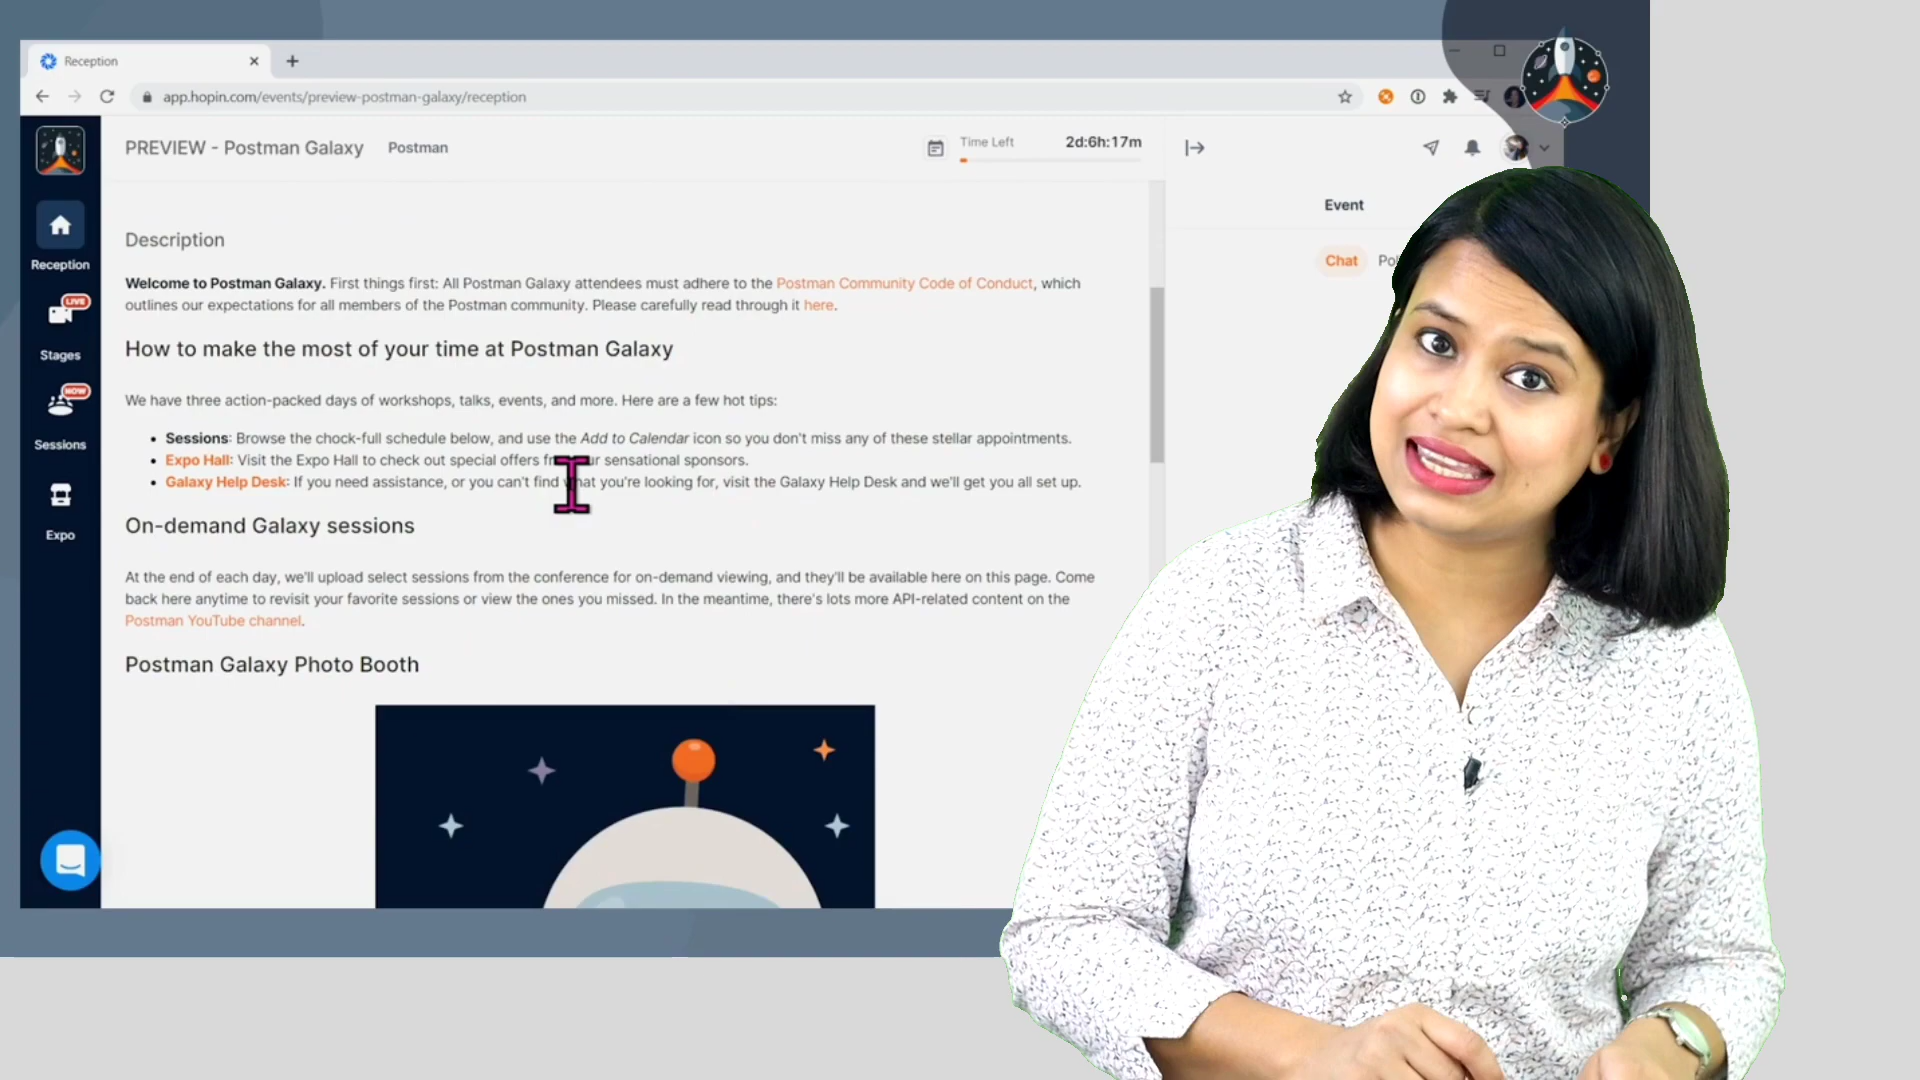 Reception
app.hopin.com/events/preview-postman-galaxy/reception
PREVIEW - Postman Galaxy Postman
Time Left 2d:6h:17m
Event
Chat
Reception
LIVE
Stages
NOW
Sessions
Expo
Description
Welcome to Postman Galaxy. First things first: All Postman Galaxy attendees must adhere to the Postman Community Code of Conduct, which
outlines our expectations for all members of the Postman community. Please carefully read through it here.
How to make the most of your time at Postman Galaxy
We have three action-packed days of workshops, talks, events, and more. Here are a few hot tips:
• Sessions: Browse the chock-full schedule below, and use the Add to Calendar icon so you don't miss any of these stellar appointments.
• Expo Hall: Visit the Expo Hall to check out special offers sensational sponsors.
• Galaxy Help Desk: If you need assistance, or you can't find what you're looking for, visit the Galaxy Help Desk and we'll get you all set up.
On-demand Galaxy sessions
At the end of each day, we'll upload select sessions from the conference for on-demand viewing, and they'll be available here on this page. Come
back here anytime to revisit your favorite sessions or view the ones you missed. In the meantime, there's lots more API-related content on the
Postman YouTube channel.
Postman Galaxy Photo Booth